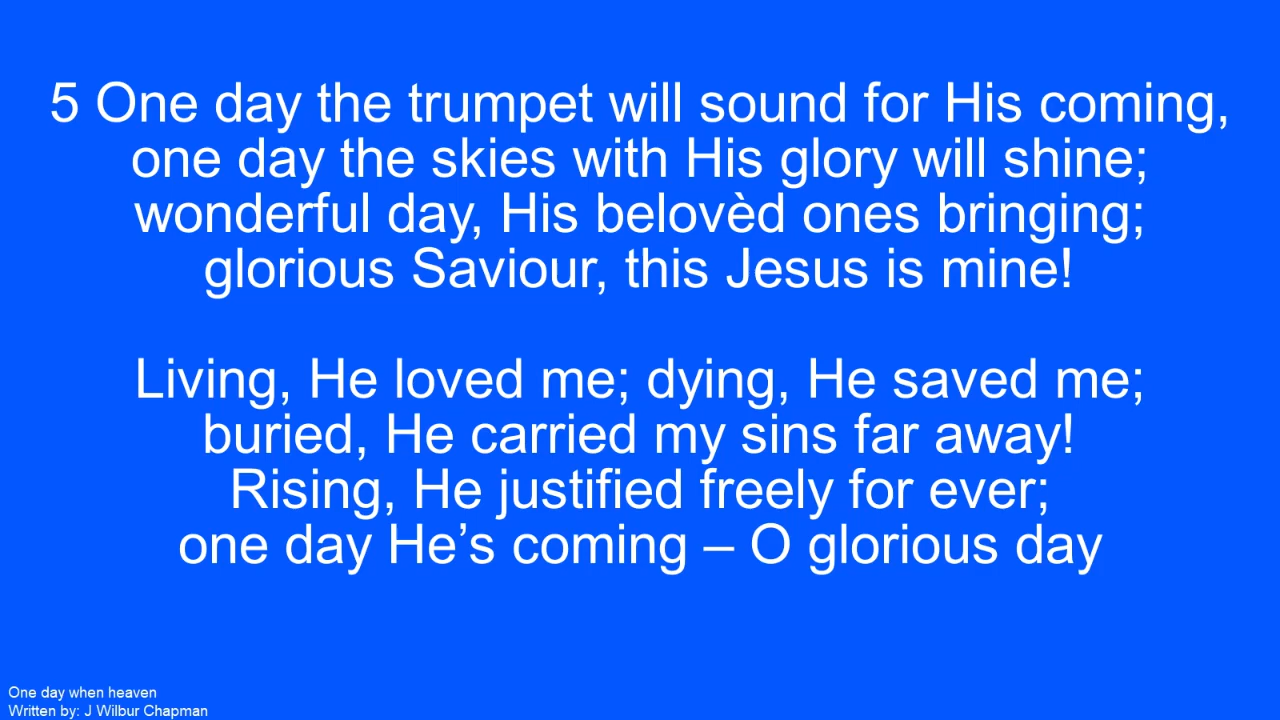 5 One day the trumpet will sound for His coming,
one day the skies with His glory will shine;
wonderful day, His belovèd ones bringing;
glorious Saviour, this Jesus is mine!
Living, He loved me; dying, He saved me;
buried, He carried my sins far away!
Rising, He justified freely for ever;
one day He’s coming – O glorious day
One day when heaven
Written by: J Wilbur Chapman